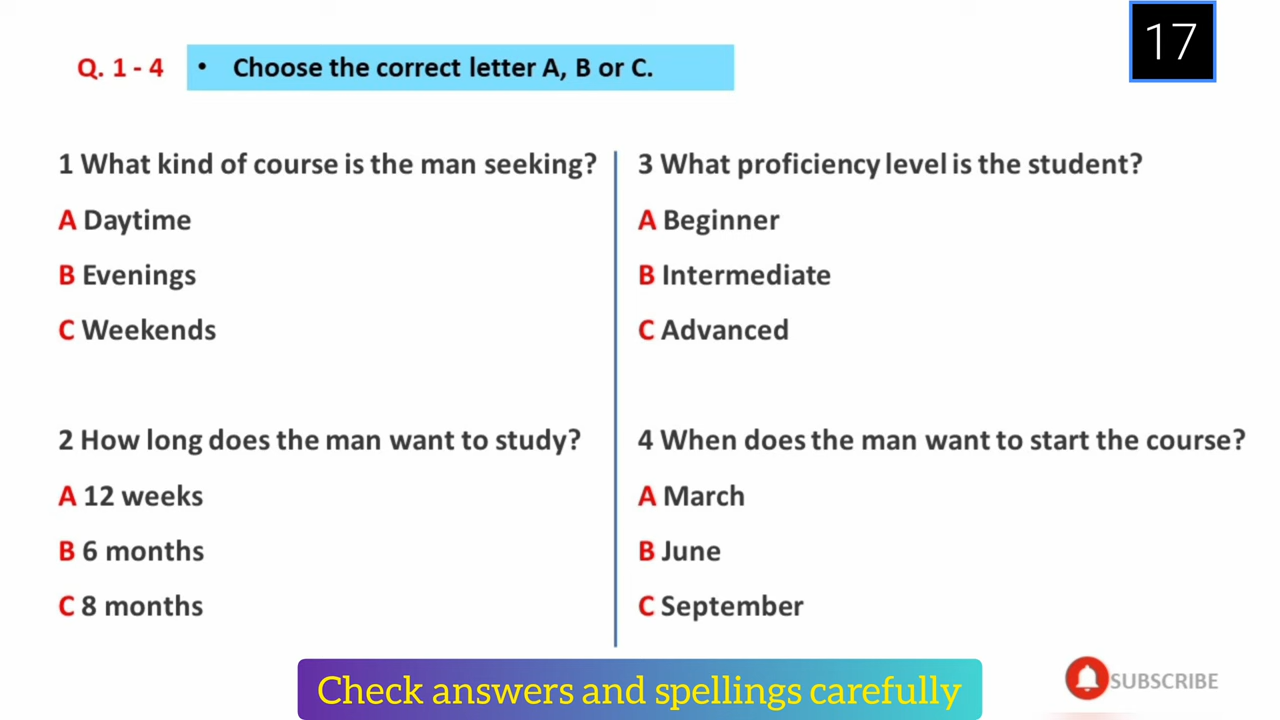 17
Q. 1 - 4 • Choose the correct letter A, B or C.
1 What kind of course is the man seeking?
A Daytime
B Evenings
C Weekends
2 How long does the man want to study?
A 12 weeks
B 6 months
C 8 months
3 What proficiency level is the student?
A Beginner
B Intermediate
C Advanced
4 When does the man want to start the course?
A March
B June
C September
Check answers and spellings carefully
SUBSCRIBE